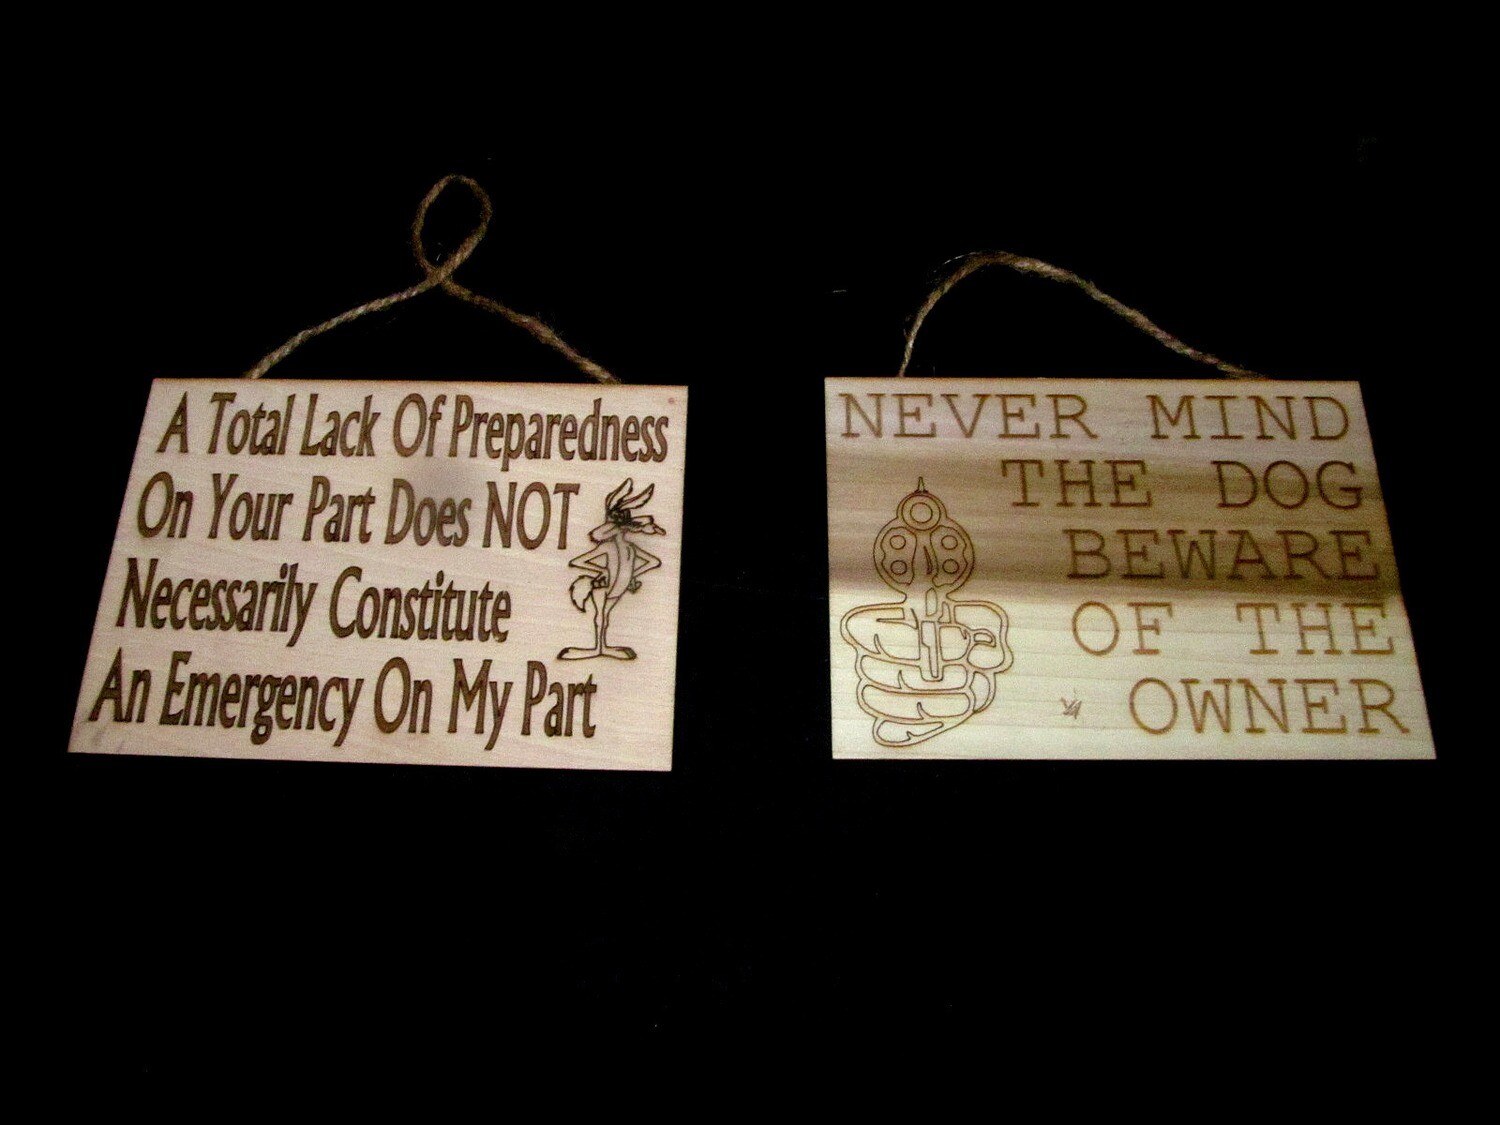 A Total Lack Of Preparedness
On Your Part Does NOT
Necessarily Constitute
An Emergency On My Part
NEVER MIND
THE DOG
BEWARE
OF THE
OWNER